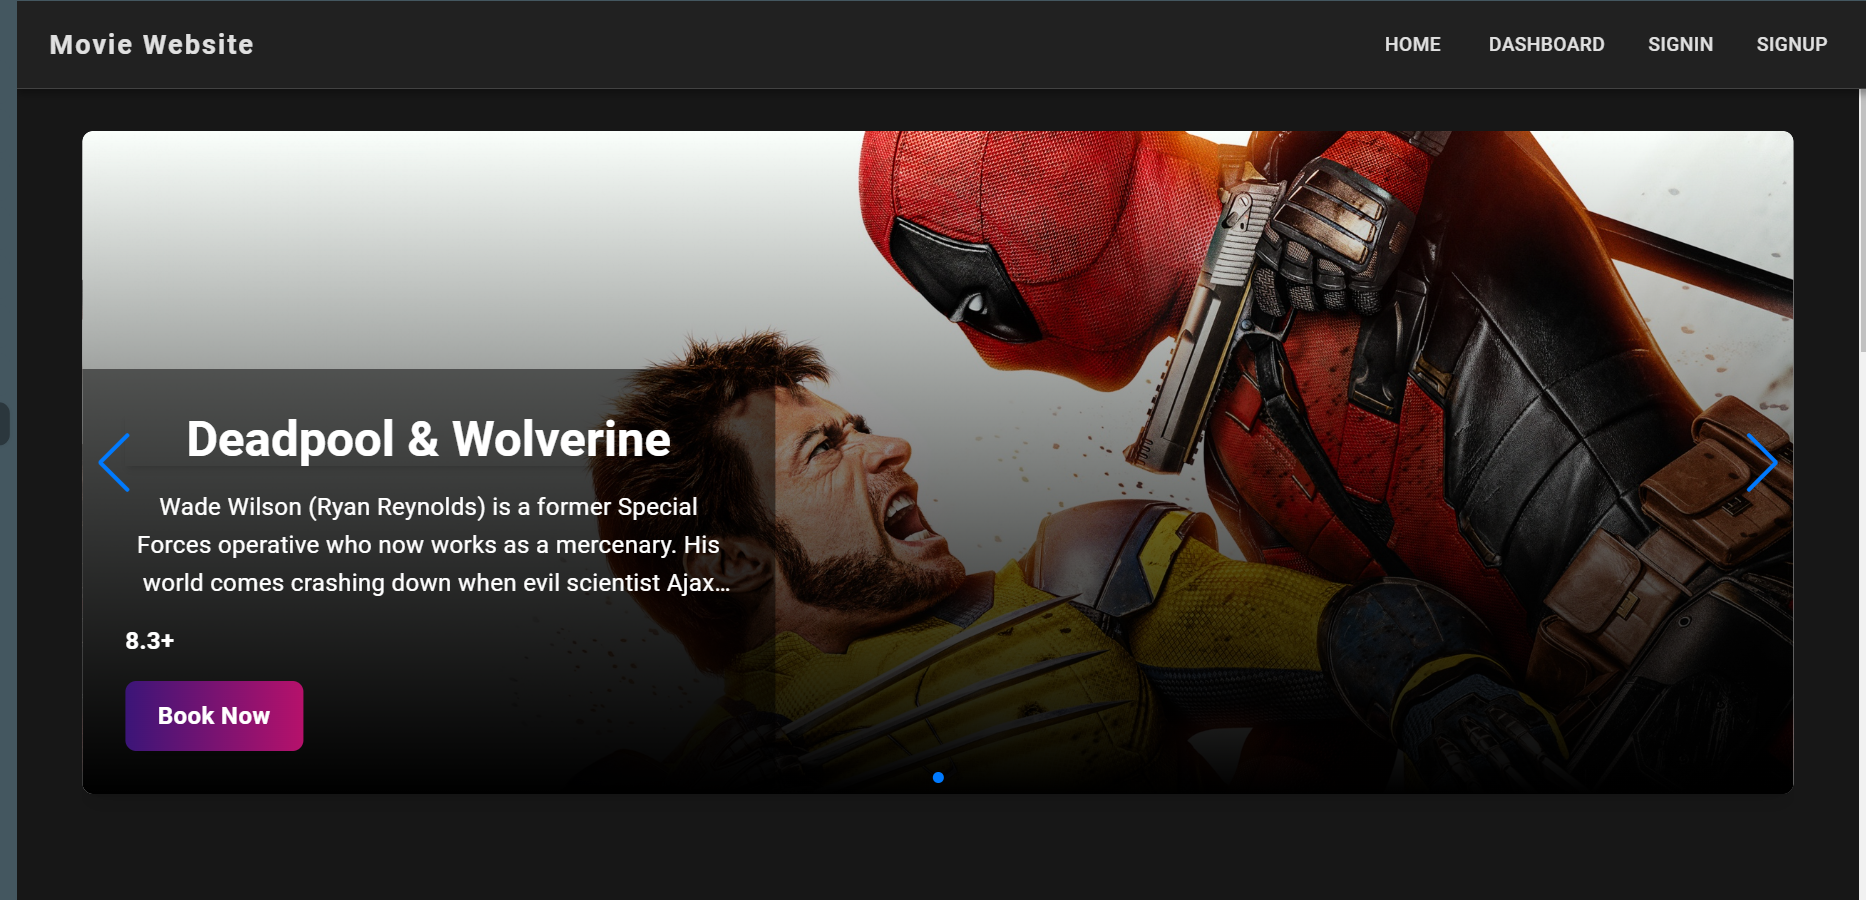 Movie Website
HOME DASHBOARD SIGNIN SIGNUP
Deadpool & Wolverine
Wade Wilson (Ryan Reynolds) is a former Special
Forces operative who now works as a mercenary. His
world comes crashing down when evil scientist Ajax...
8.3+
Book Now